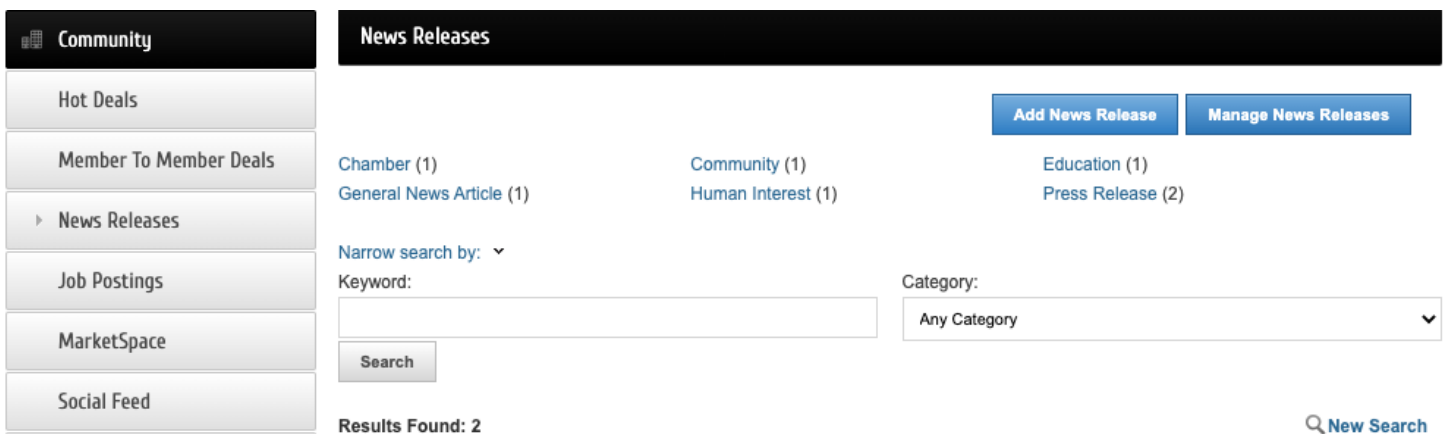 Community
Hot Deals
Member To Member Deals
News Releases
Job Postings
MarketSpace
Social Feed
News Releases
Add News Release Manage News Releases
Chamber (1) Community (1) Education (1)
General News Article (1) Human Interest (1) Press Release (2)
Narrow search by:
Keyword: Category:
Any Category
Search
Results Found: 2 New Search